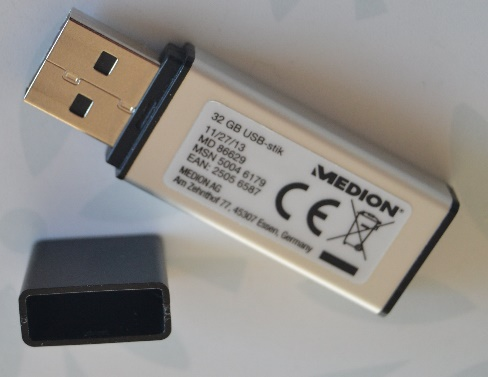 32 GB USB-stik
11/27/13
MD 86629
MSN 5004 6179
EAN: 2505 6587
MEDION AG
Am Zehnthof 77, 45307 Essen, Germany
MEDION®
CE